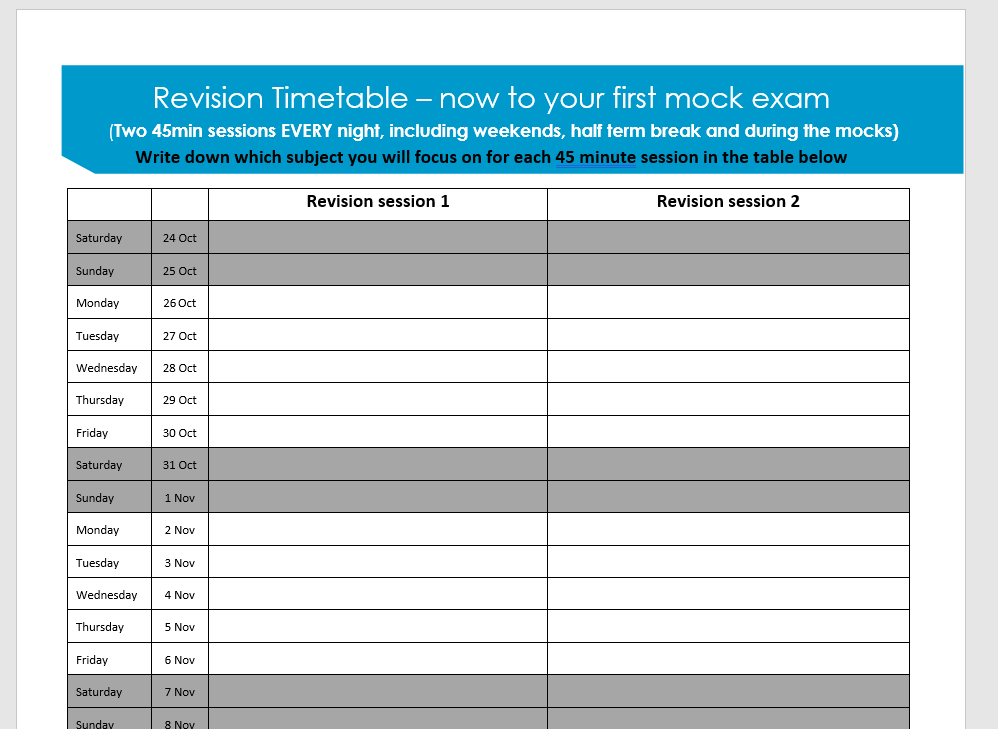 Revision Timetable – now to your first mock exam
(Two 45min sessions EVERY night, including weekends, half term break and during the mocks)
Write down which subject you will focus on for each 45 minute session in the table below
Revision session 1 Revision session 2
Saturday 24 Oct
Sunday 25 Oct
Monday 26 Oct
Tuesday 27 Oct
Wednesday 28 Oct
Thursday 29 Oct
Friday 30 Oct
Saturday 31 Oct
Sunday 1 Nov
Monday 2 Nov
Tuesday 3 Nov
Wednesday 4 Nov
Thursday 5 Nov
Friday 6 Nov
Saturday 7 Nov
Sunday 8 Nov